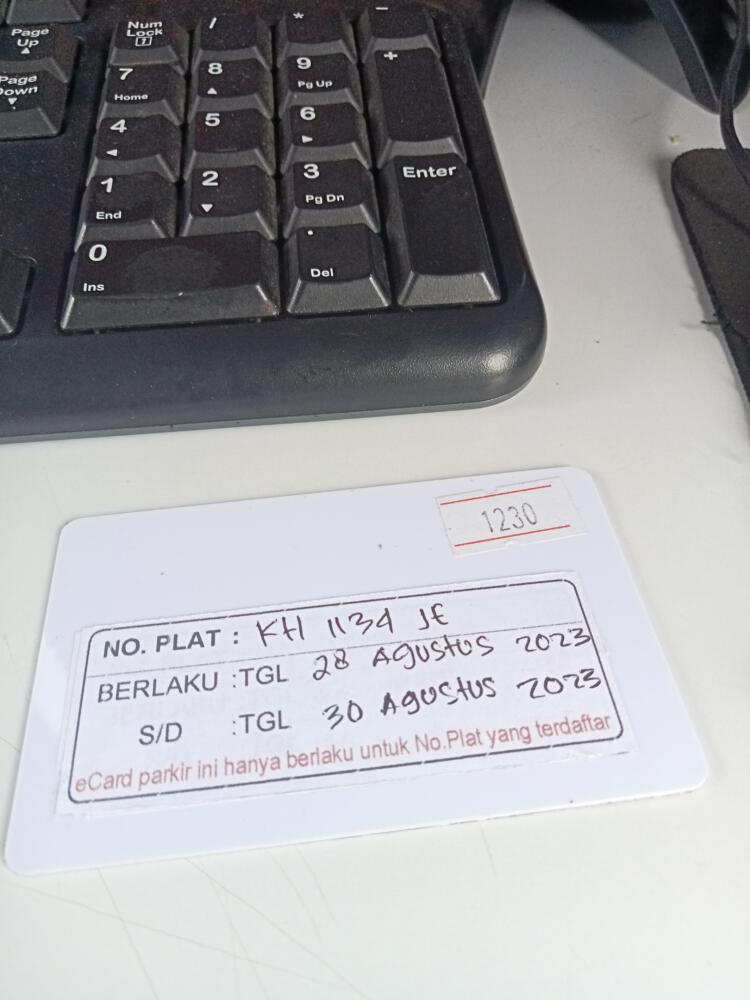 Page Up
Num Lock
/
*
-
Page Down
7 Home
8
9 Pg Up
+
4
5
6
1 End
2
3 Pg Dn
Enter
0 Ins
. Del
1230
NO. PLAT : KH 1134 JE
BERLAKU :TGL 28 AGUSTUS 2023
S/D :TGL 30 AGUSTUS 2023
eCard parkir ini hanya berlaku untuk No.Plat yang terdaftar